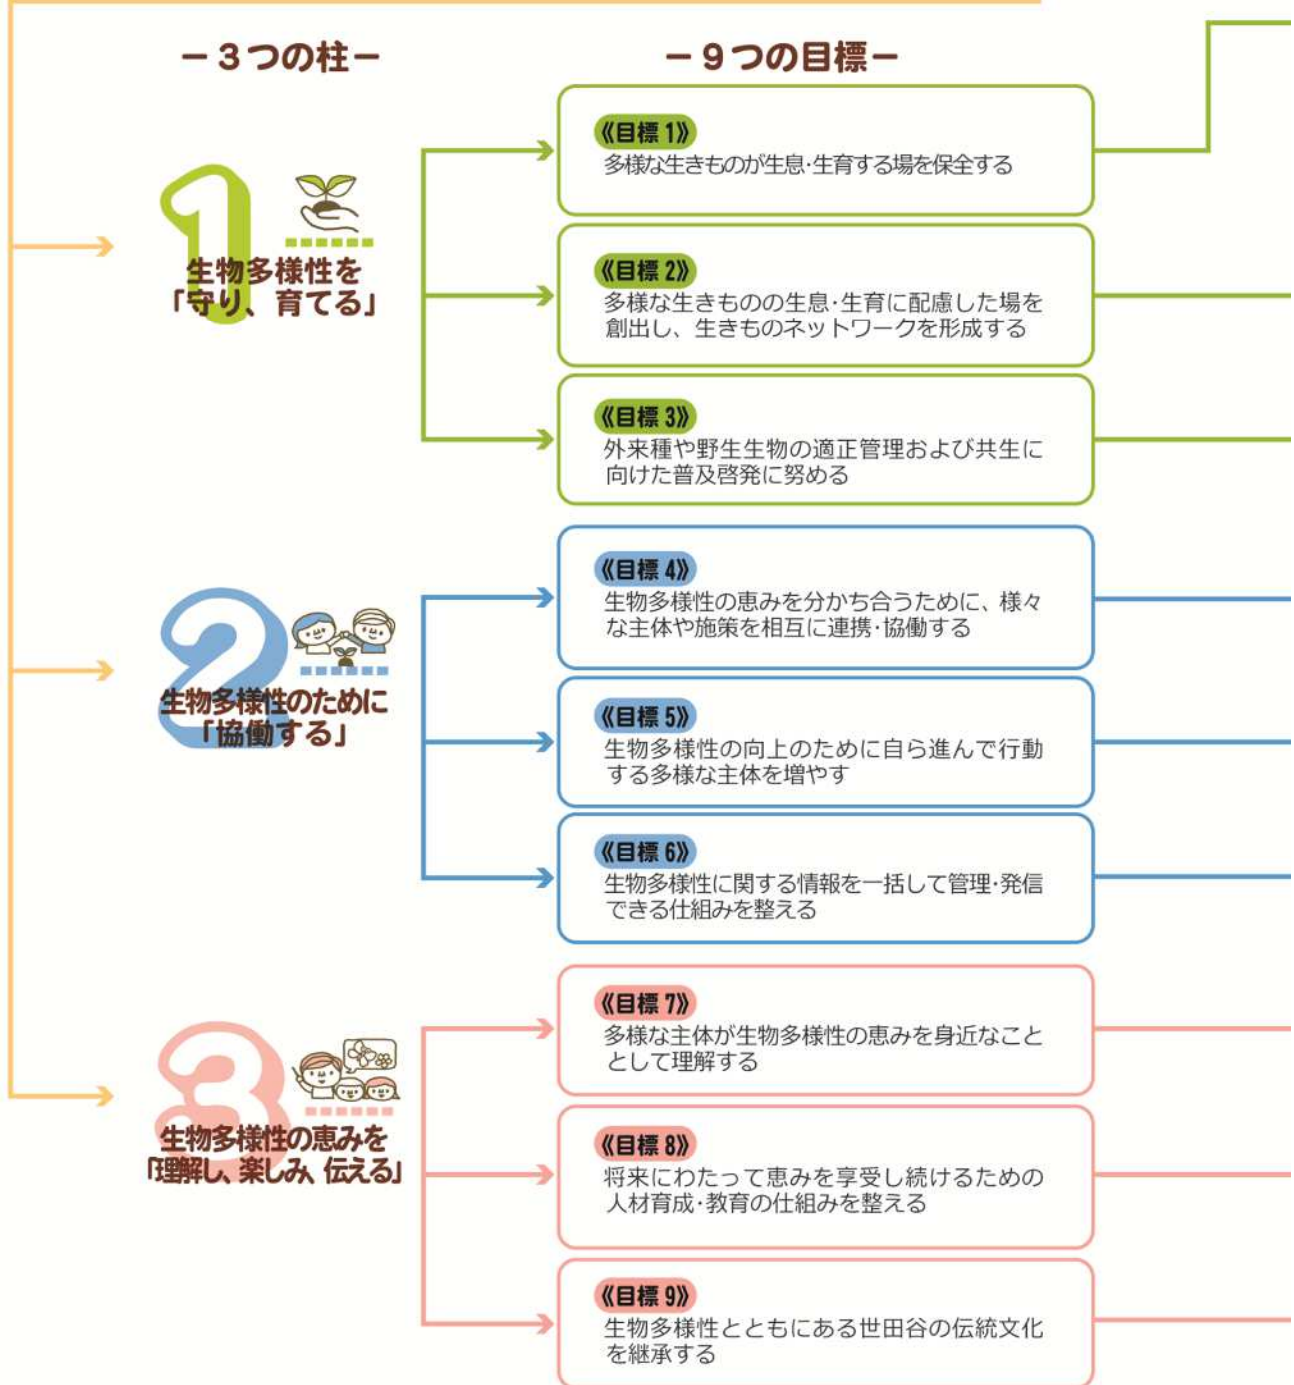 －３つの柱－
－９つの目標－
1
生物多様性を
「守り、育てる」
《目標 1》
多様な生きものが生息･生育する場を保全する
《目標 2》
多様な生きものの生息･生育に配慮した場を
創出し、生きものネットワークを形成する
《目標 3》
外来種や野生生物の適正管理および共生に
向けた普及啓発に努める
2
生物多様性のために
「協働する」
《目標 4》
生物多様性の恵みを分かち合うために、様々
な主体や施策を相互に連携･協働する
《目標 5》
生物多様性の向上のために自ら進んで行動
する多様な主体を増やす
《目標 6》
生物多様性に関する情報を一括して管理･発信
できる仕組みを整える
3
生物多様性の恵みを
「理解し、楽しみ、伝える」
《目標 7》
多様な主体が生物多様性の恵みを身近なこと
として理解する
《目標 8》
将来にわたって恵みを享受し続けるための
人材育成･教育の仕組みを整える
《目標 9》
生物多様性とともにある世田谷の伝統文化
を継承する